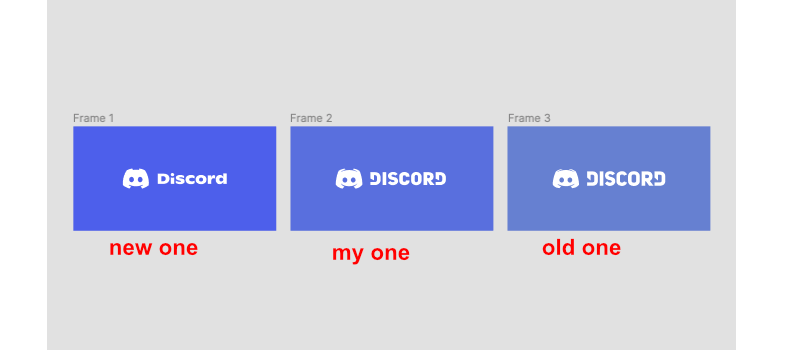 Frame 1
Frame 2
Frame 3
Discord
DISCORD
DISCORD
new one
my one
old one